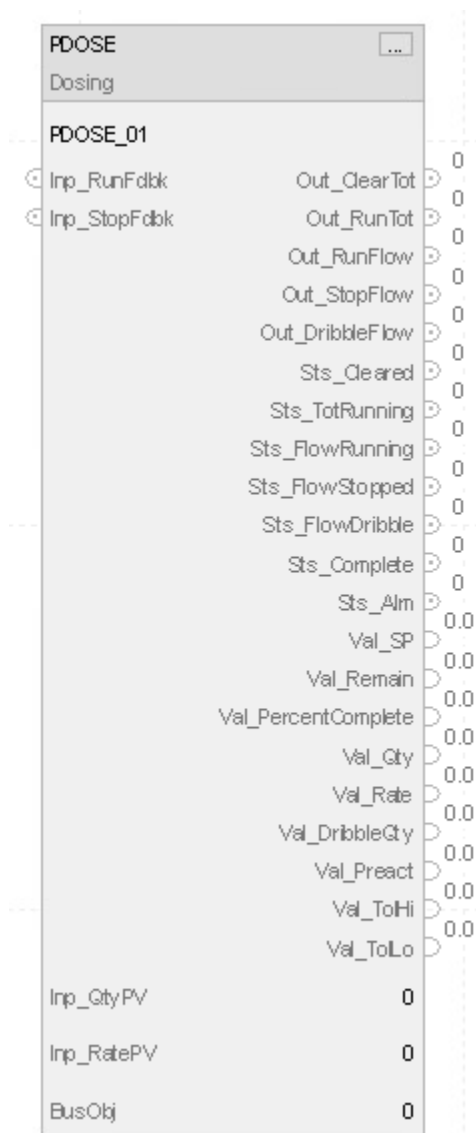 PDOSE ...
Dosing
PDOSE_01
0
Inp_RunFdbk Out_ClearTot
0
Inp_StopFdbk Out_RunTot
0
Out_RunFlow
0
Out_StopFlow
0
Out_DribbleFlow
0
Sts_Cleared
0
Sts_TotRunning
0
Sts_FlowRunning
0
Sts_FlowStopped
0
Sts_FlowDribble
0
Sts_Complete
0
Sts_Alm
0.0
Val_SP
0.0
Val_Remain
0.0
Val_PercentComplete
0.0
Val_Qty
0.0
Val_Rate
0.0
Val_DribbleQty
0.0
Val_Preact
0.0
Val_TolHi
0.0
Val_TolLo
Inp_QtyPV 0
Inp_RatePV 0
BusObj 0